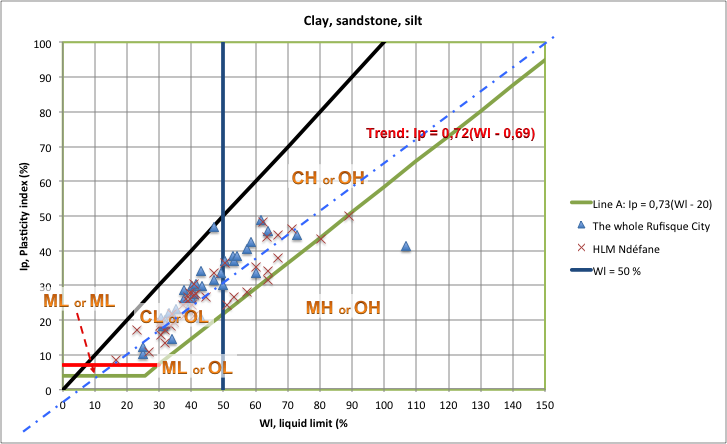 Clay, sandstone, silt
100
90
80
70
60
50
40
30
20
10
0
Ip, Plasticity index (%)
Trend: Ip = 0,72(Wl - 0,69)
CH or OH
ML or ML
CL or OL
MH or OH
ML or OL
0 10 20 30 40 50 60 70 80 90 100 110 120 130 140 150
Wl, liquid limit (%
Line A: Ip = 0,73(Wl - 20)
The whole Rufisque City
HLM Ndéfane
Wl = 50 %